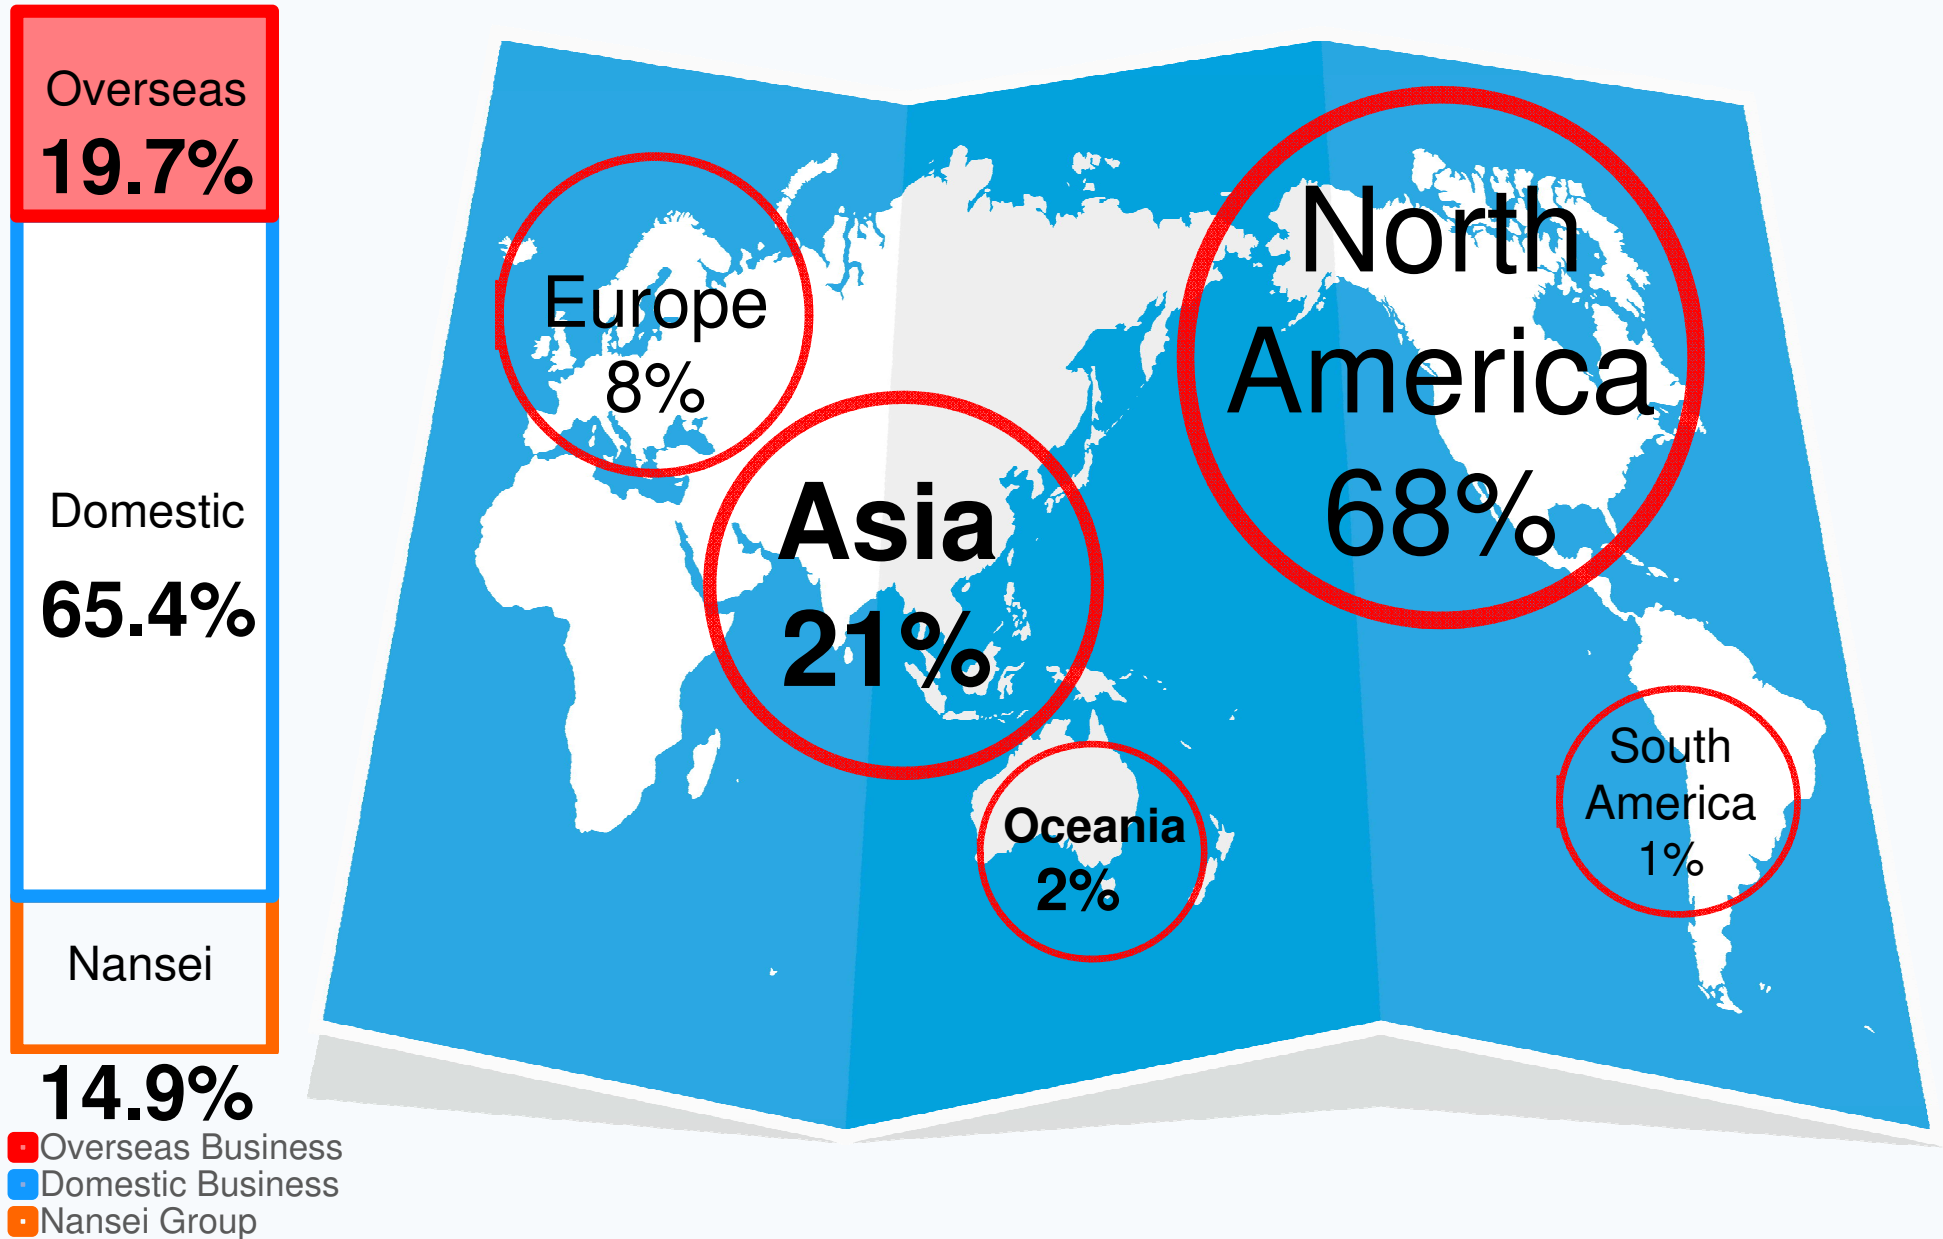 Overseas
19.7%
Domestic
65.4%
Nansei
14.9%
Overseas Business
Domestic Business
Nansei Group
Europe
8%
Asia
21%
North
America
68%
Oceania
2%
South
America
1%